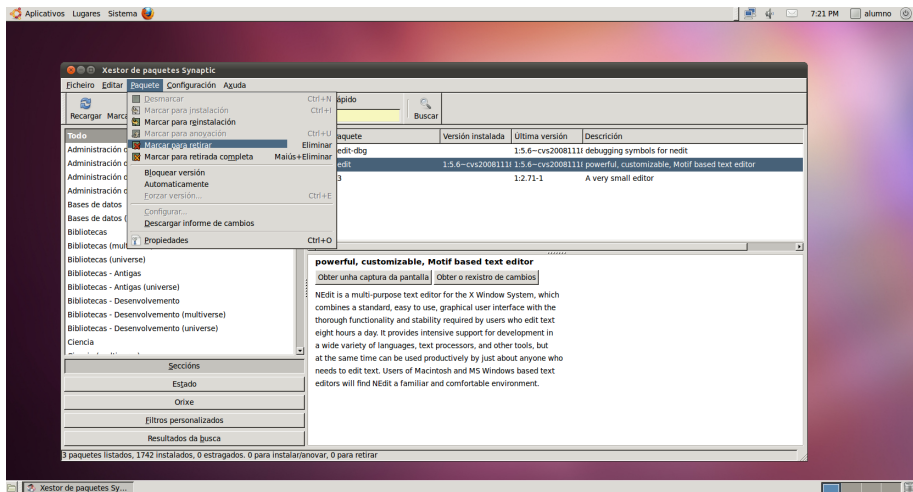 Aplicativos Lugares Sistema 7:21 PM alumno
Xestor de paquetes Synaptic
Ficheiro Editar Paquete Configuración Axuda
Recargar
Buscar
Desmarcar Ctrl+N
Marcar para instalación Ctrl+I
Marcar para reinstalación
Marcar para anovación Ctrl+U
Marcar para retirar Eliminar
Marcar para retirada completa Maiús+Eliminar
Bloquear versión
Automaticamente
Forzar versión... Ctrl+E
Configurar...
Descargar informe de cambios
Propiedades Ctrl+O
Versión instalada Última versión Descrición
edit-dbg 1:5.6~cvs2008111 debugging symbols for nedit
edit 1:5.6~cvs2008111 1:5.6~cvs2008111 powerful, customizable, Motif based text editor
3 1:2.71-1 A very small editor
Todo
Administración
Administración
Administración
Administración
Bases de datos
Bases de datos
Bibliotecas
Bibliotecas
Bibliotecas (universe)
Bibliotecas - Antigas
Bibliotecas - Antigas (universe)
Bibliotecas - Desenvolvemento
Bibliotecas - Desenvolvemento (multiverse)
Bibliotecas - Desenvolvemento (universe)
Ciencia
Seccións
Estado
Orixe
Filtros personalizados
Resultados da busca
powerful, customizable, Motif based text editor
Obter unha captura da pantalla Obter o rexistro de cambios
NEdit is a multi-purpose text editor for the X Window System, which
combines a standard, easy to use, graphical user interface with the
thorough functionality and stability required by users who edit text
eight hours a day. It provides intensive support for development in
a wide variety of languages, text processors, and other tools, but
at the same time can be used productively by just about anyone who
needs to edit text. Users of Macintosh and MS Windows based text
editors will find NEdit a familiar and comfortable environment.
3 paquetes listados, 1742 instalados, 0 estragados. 0 para instalar/anovar, 0 para retirar
Xestor de paquetes Sy...